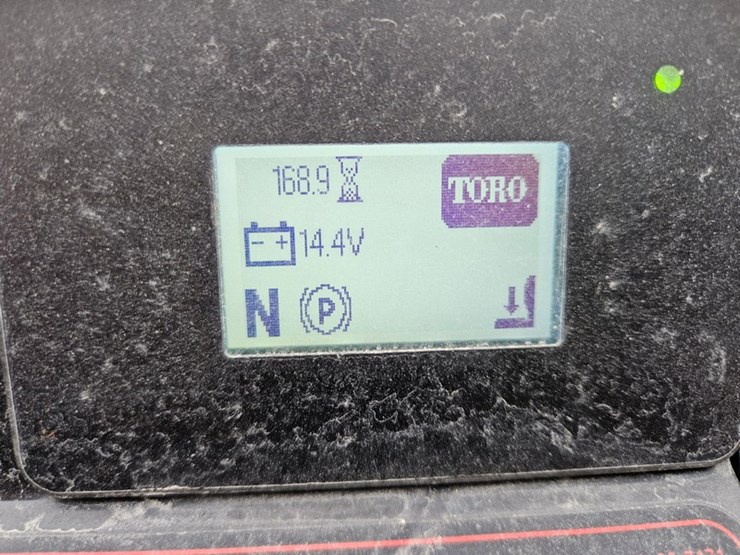 168.9
TORO
- + 14.4V
N P